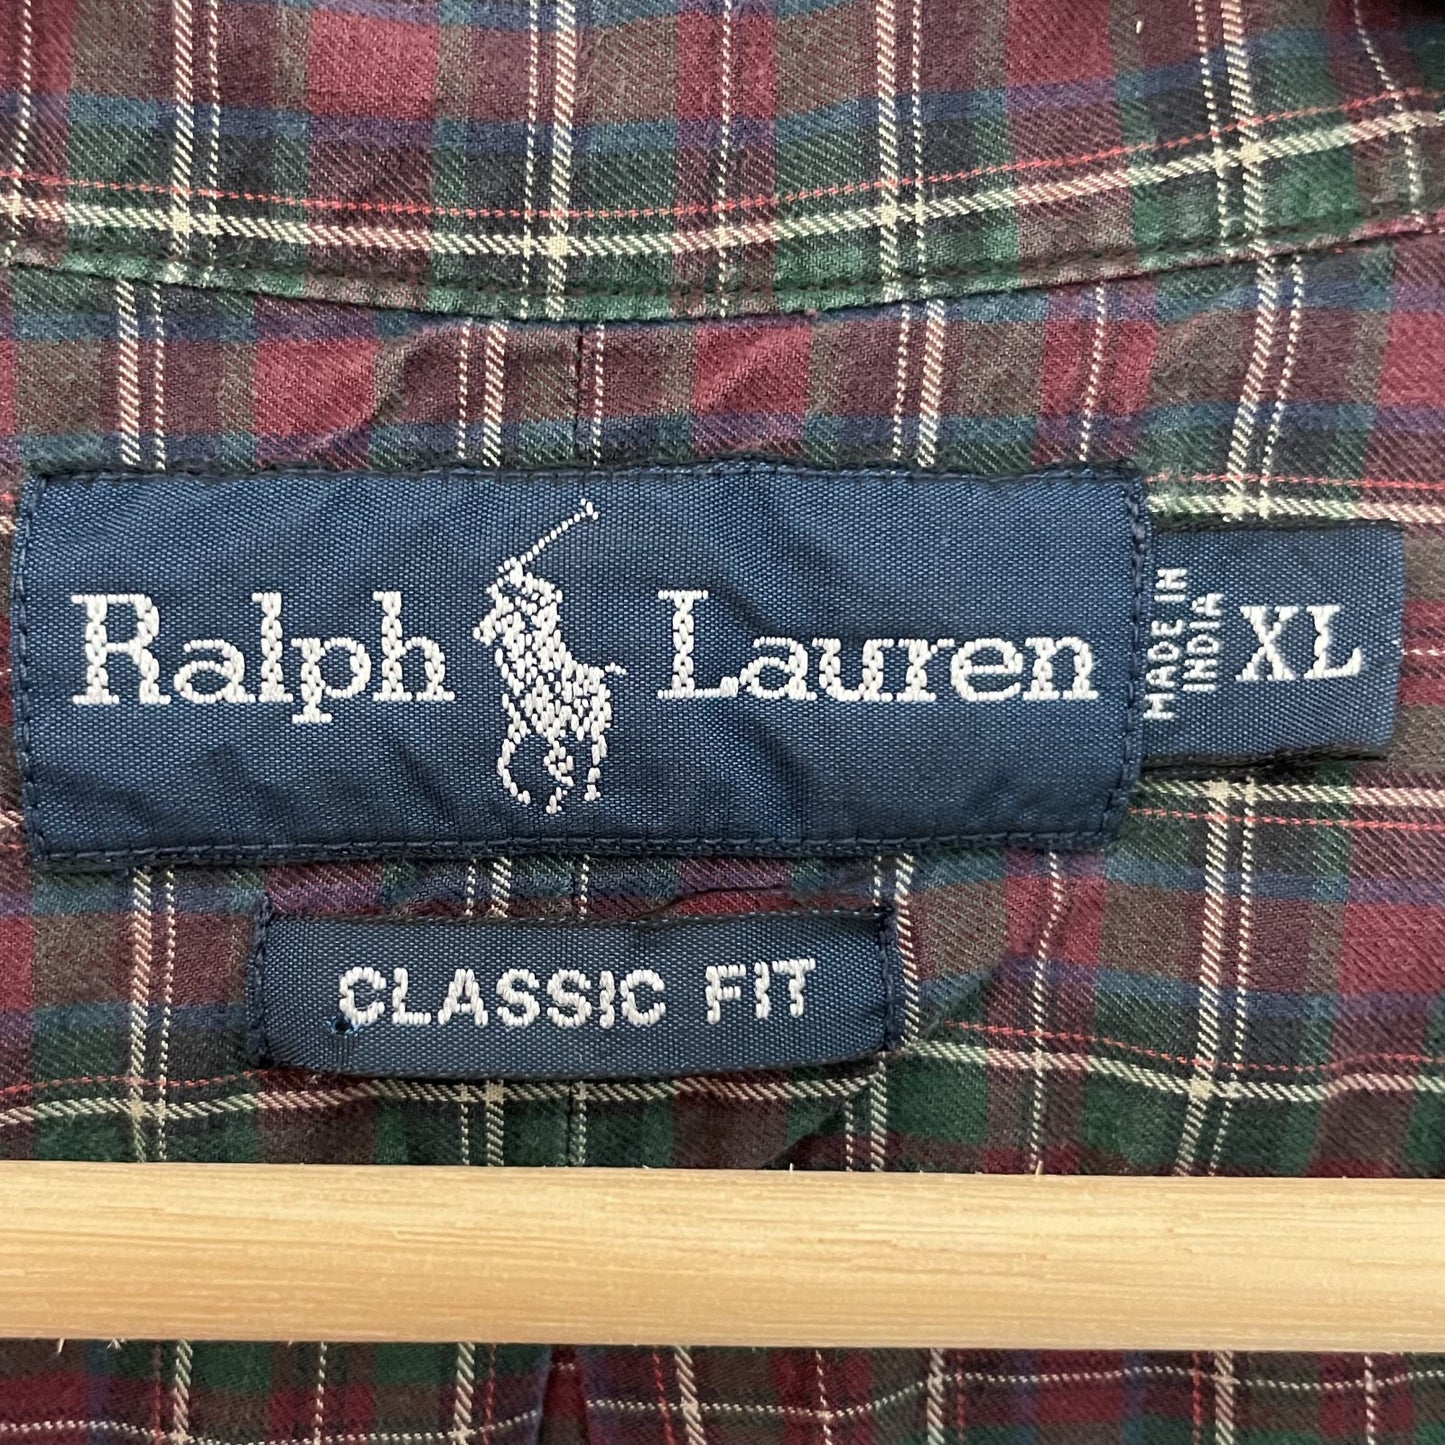 Ralph Lauren
MADE IN
INDIA
XL
CLASSIC FIT